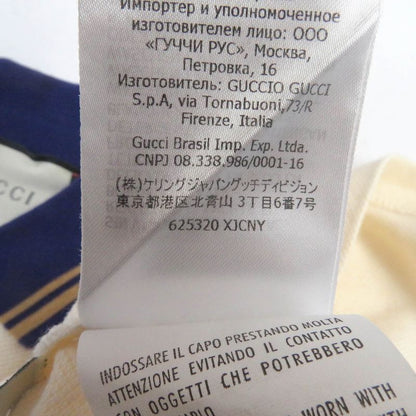 Импортер и уполномоченное
изготовителем лицо: ООО
«ГУЧЧИ РУС», Москва,
Петровка, 16
Изготовитель: GUCCIO GUCCI
S.p.A, via Tornabuoni,73/R
Firenze, Italia
Gucci Brasil Imp. Exp. Ltda.
CNPJ 08.338.986/0001-16
(株)ケリングジャパングッチディビジョン
東京都港区北青山 3丁目6番7号
625320 XJCNY
UCCI
INDOSSARE IL CAPO PRESTANDO MOLTA
ATTENZIONE EVITANDO IL CONTATTO
CON OGGETTI CHE POTREBBERO
WORN WITH